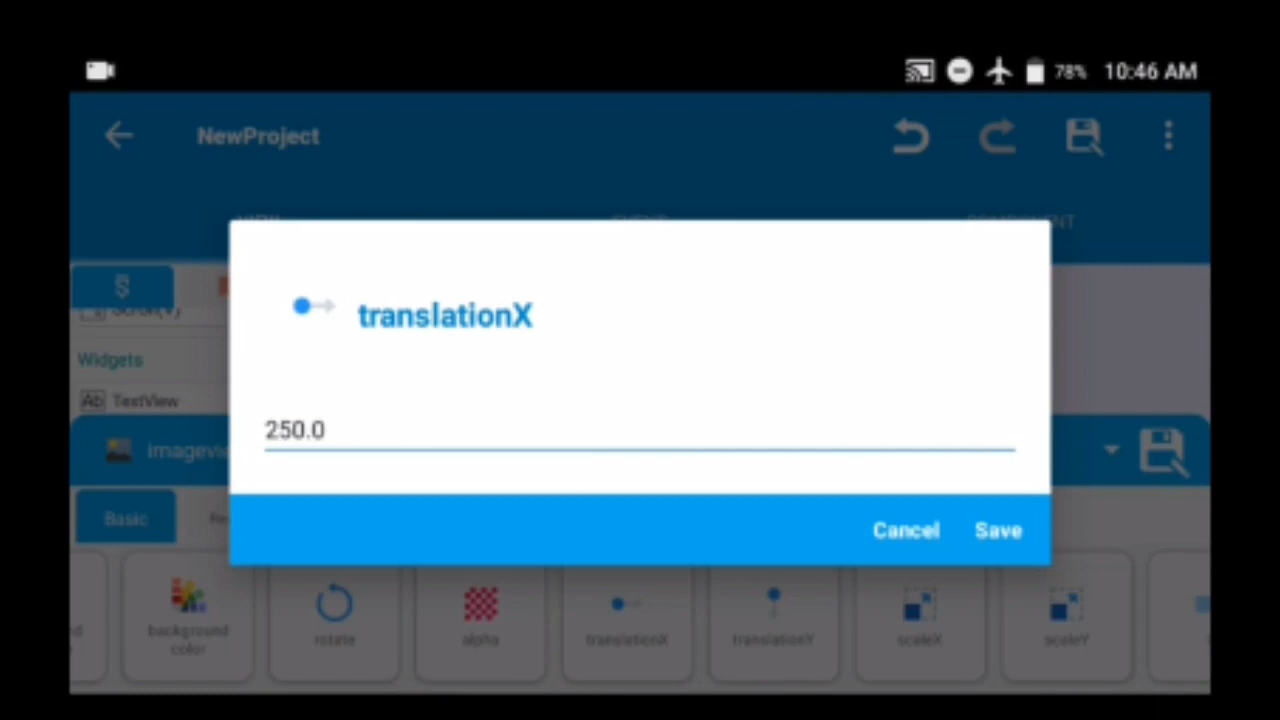 78% 10:46 AM
NewProject
translationX
250.0
Cancel Save
Widgets
Ab TextView
Basic
background color
rotate
alpha
translationX
translationY
scaleX
scaleY